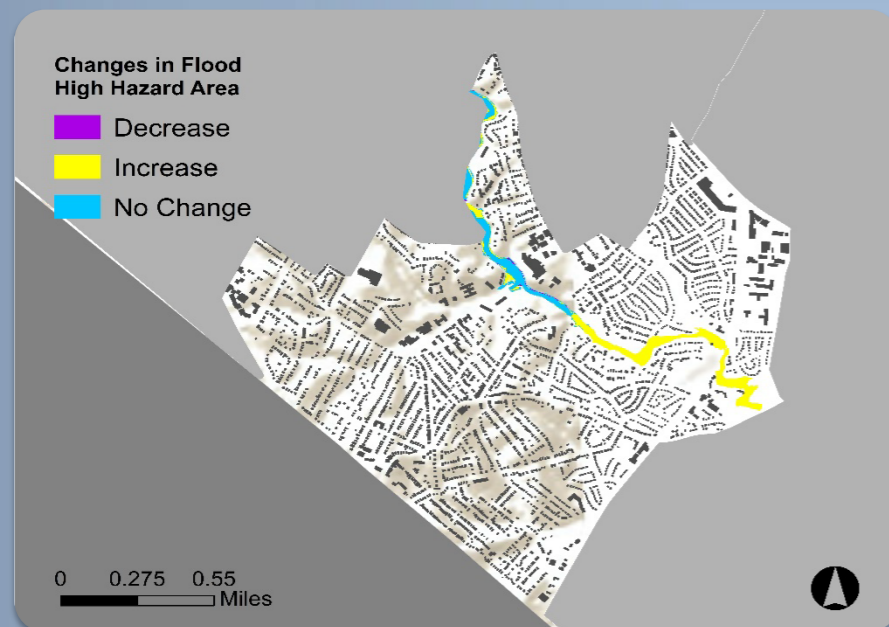 Changes in Flood
High Hazard Area
Decrease
Increase
No Change
0 0.275 0.55
Miles